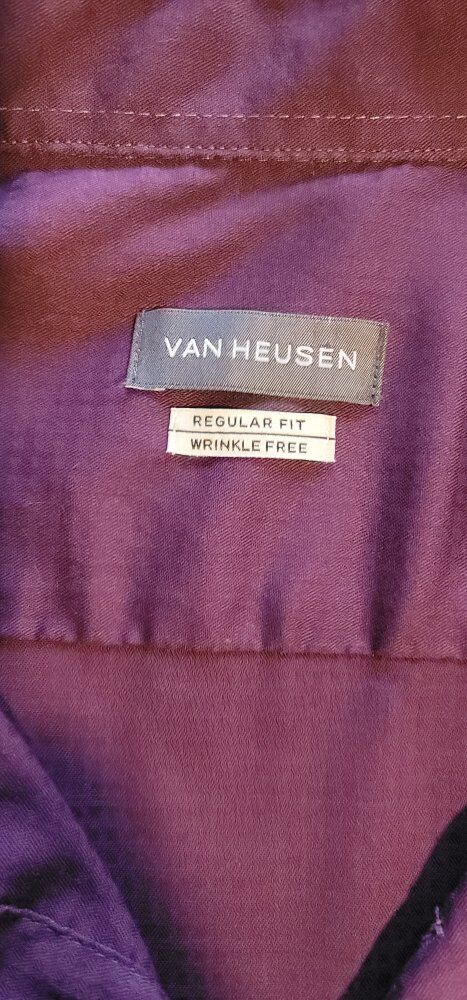 VAN HEUSEN
REGULAR FIT
WRINKLE FREE